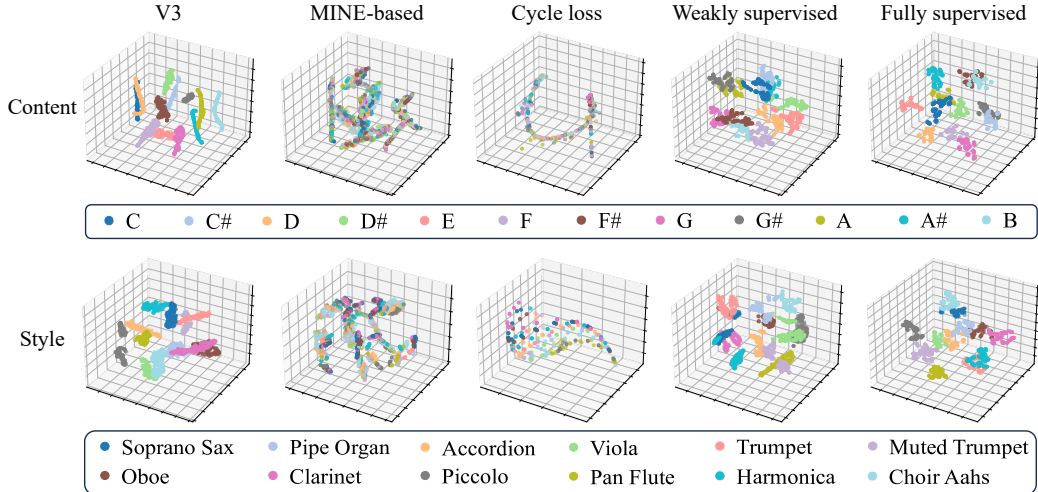 V3 MINE-based Cycle loss Weakly supervised Fully supervised
Content
C C# D D# E F F# G G# A A# B
Style
Soprano Sax Pipe Organ Accordion Viola Trumpet Muted Trumpet
Oboe Clarinet Piccolo Pan Flute Harmonica Choir Aahs